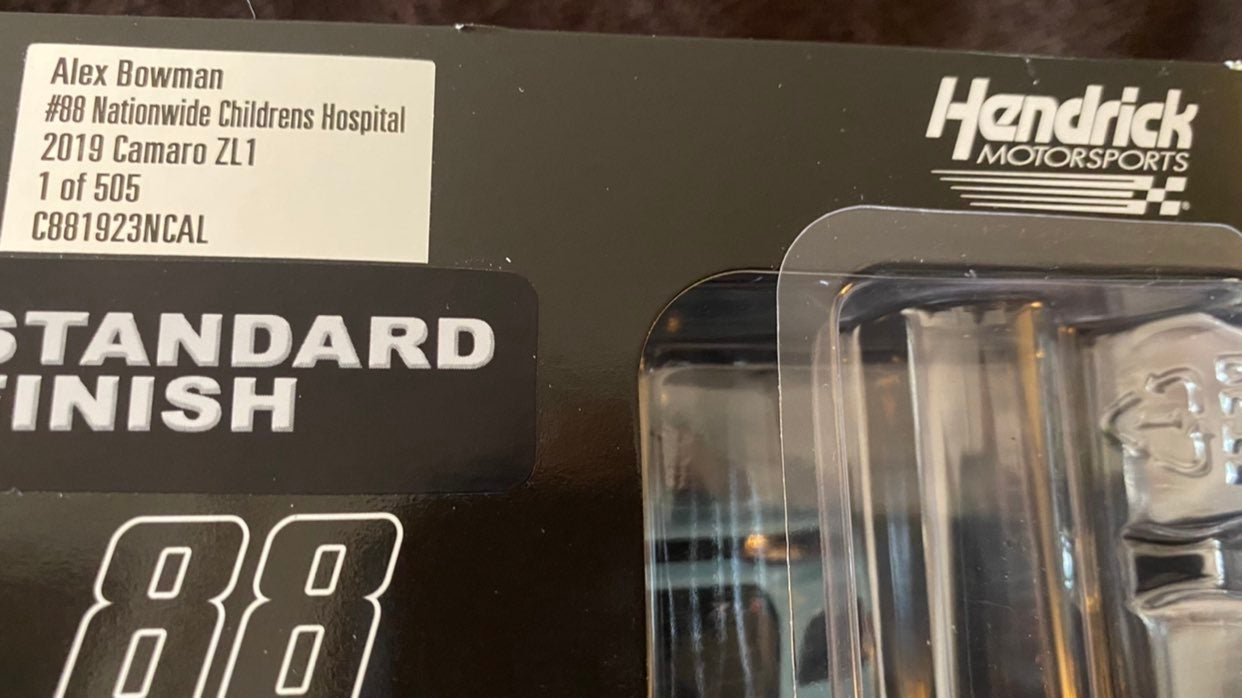 Alex Bowman
#88 Nationwide Childrens Hospital
2019 Camaro ZL1
1 of 505
C881923NCAL
Hendrick
MOTORSPORTS
STANDARD
FINISH
88